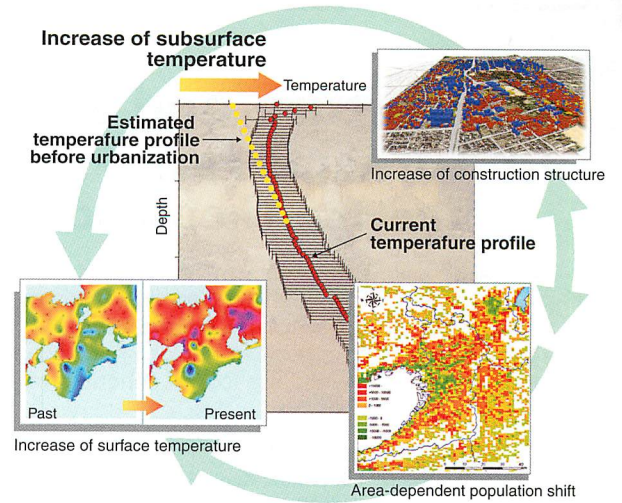 Increase of subsurface
temperature
Temperature
Estimated
temperafure profile
before urbanization
Depth
Current
temperafure profile
Increase of construction structure
Past
Present
Increase of surface temperature
Area-dependent population shift